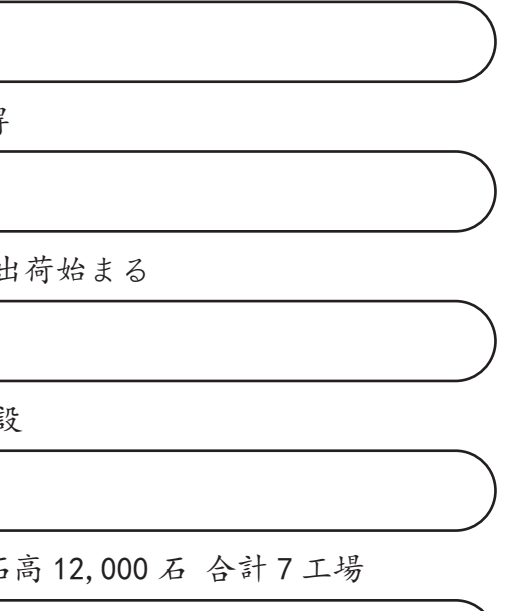 得
出荷始まる
設
石高 12,000 石 合計 7 工場